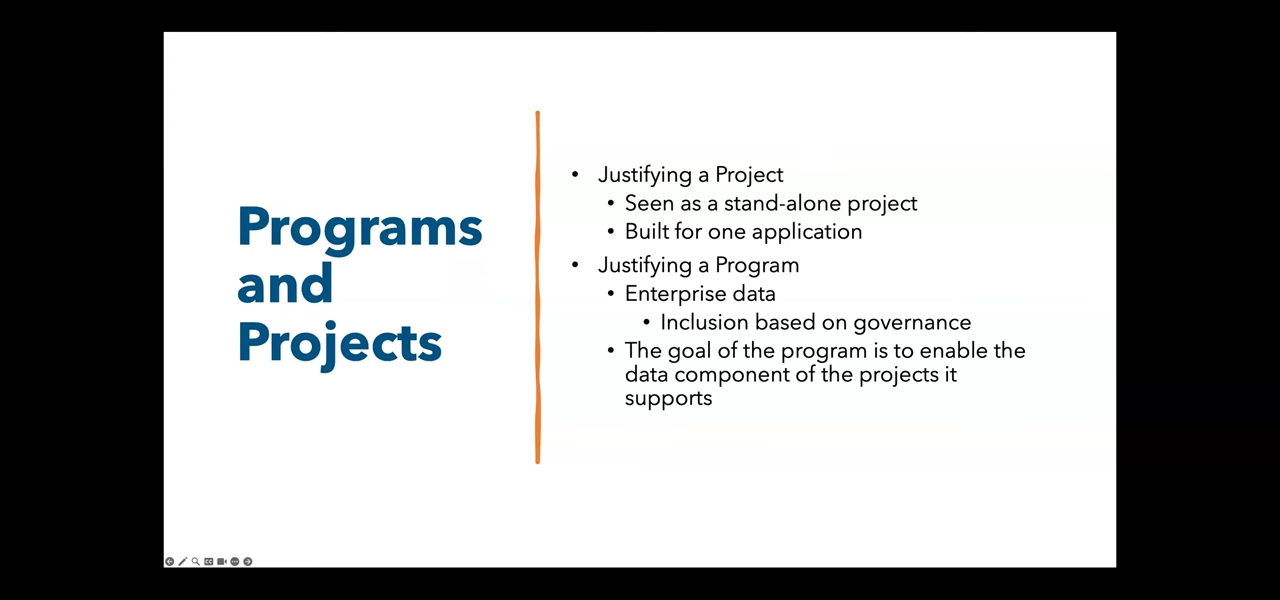 Programs
and
Projects
• Justifying a Project
• Seen as a stand-alone project
• Built for one application
• Justifying a Program
• Enterprise data
• Inclusion based on governance
• The goal of the program is to enable the
data component of the projects it
supports